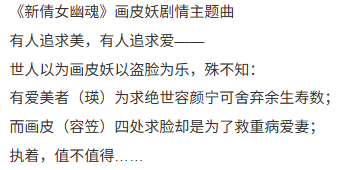 《新倩女幽魂》画皮妖剧情主题曲
有人追求美，有人追求爱——
世人以为画皮妖以盗脸为乐，殊不知：
有爱美者（瑛）为求绝世容颜宁可舍弃余生寿数；
而画皮（容笠）四处求脸却是为了救重病爱妻；
执着，值不值得……